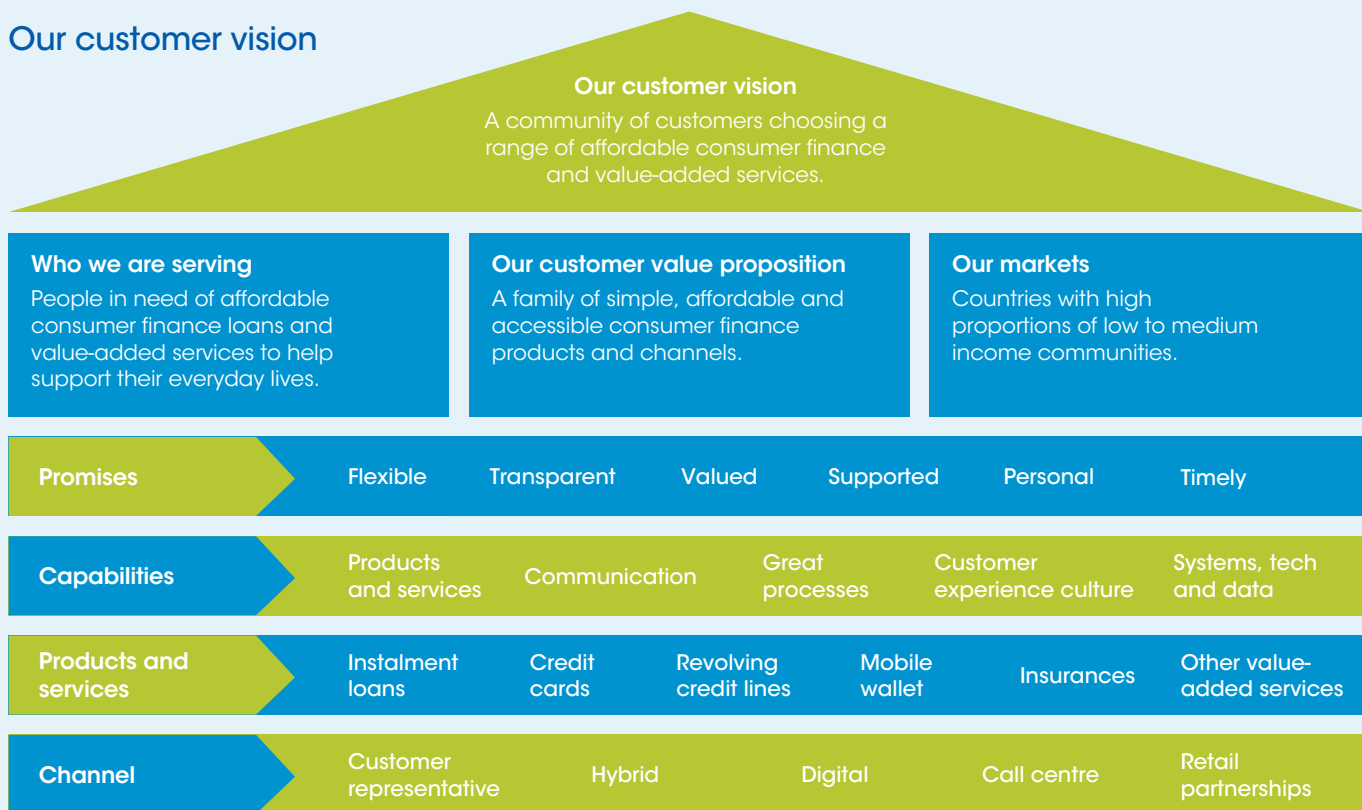 Our customer vision
Our customer vision
A community of customers choosing a
range of affordable consumer finance
and value-added services.
Who we are serving
People in need of affordable
consumer finance loans and
value-added services to help
support their everyday lives.
Our customer value proposition
A family of simple, affordable and
accessible consumer finance
products and channels.
Our markets
Countries with high
proportions of low to medium
income communities.
Promises
Flexible
Transparent
Valued
Supported
Personal
Timely
Capabilities
Products
and services
Communication
Great
processes
Customer
experience culture
Systems, tech
and data
Products and
services
Instalment
loans
Credit
cards
Revolving
credit lines
Mobile
wallet
Insurances
Other value-
added services
Channel
Customer
representative
Hybrid
Digital
Call centre
Retail
partnerships